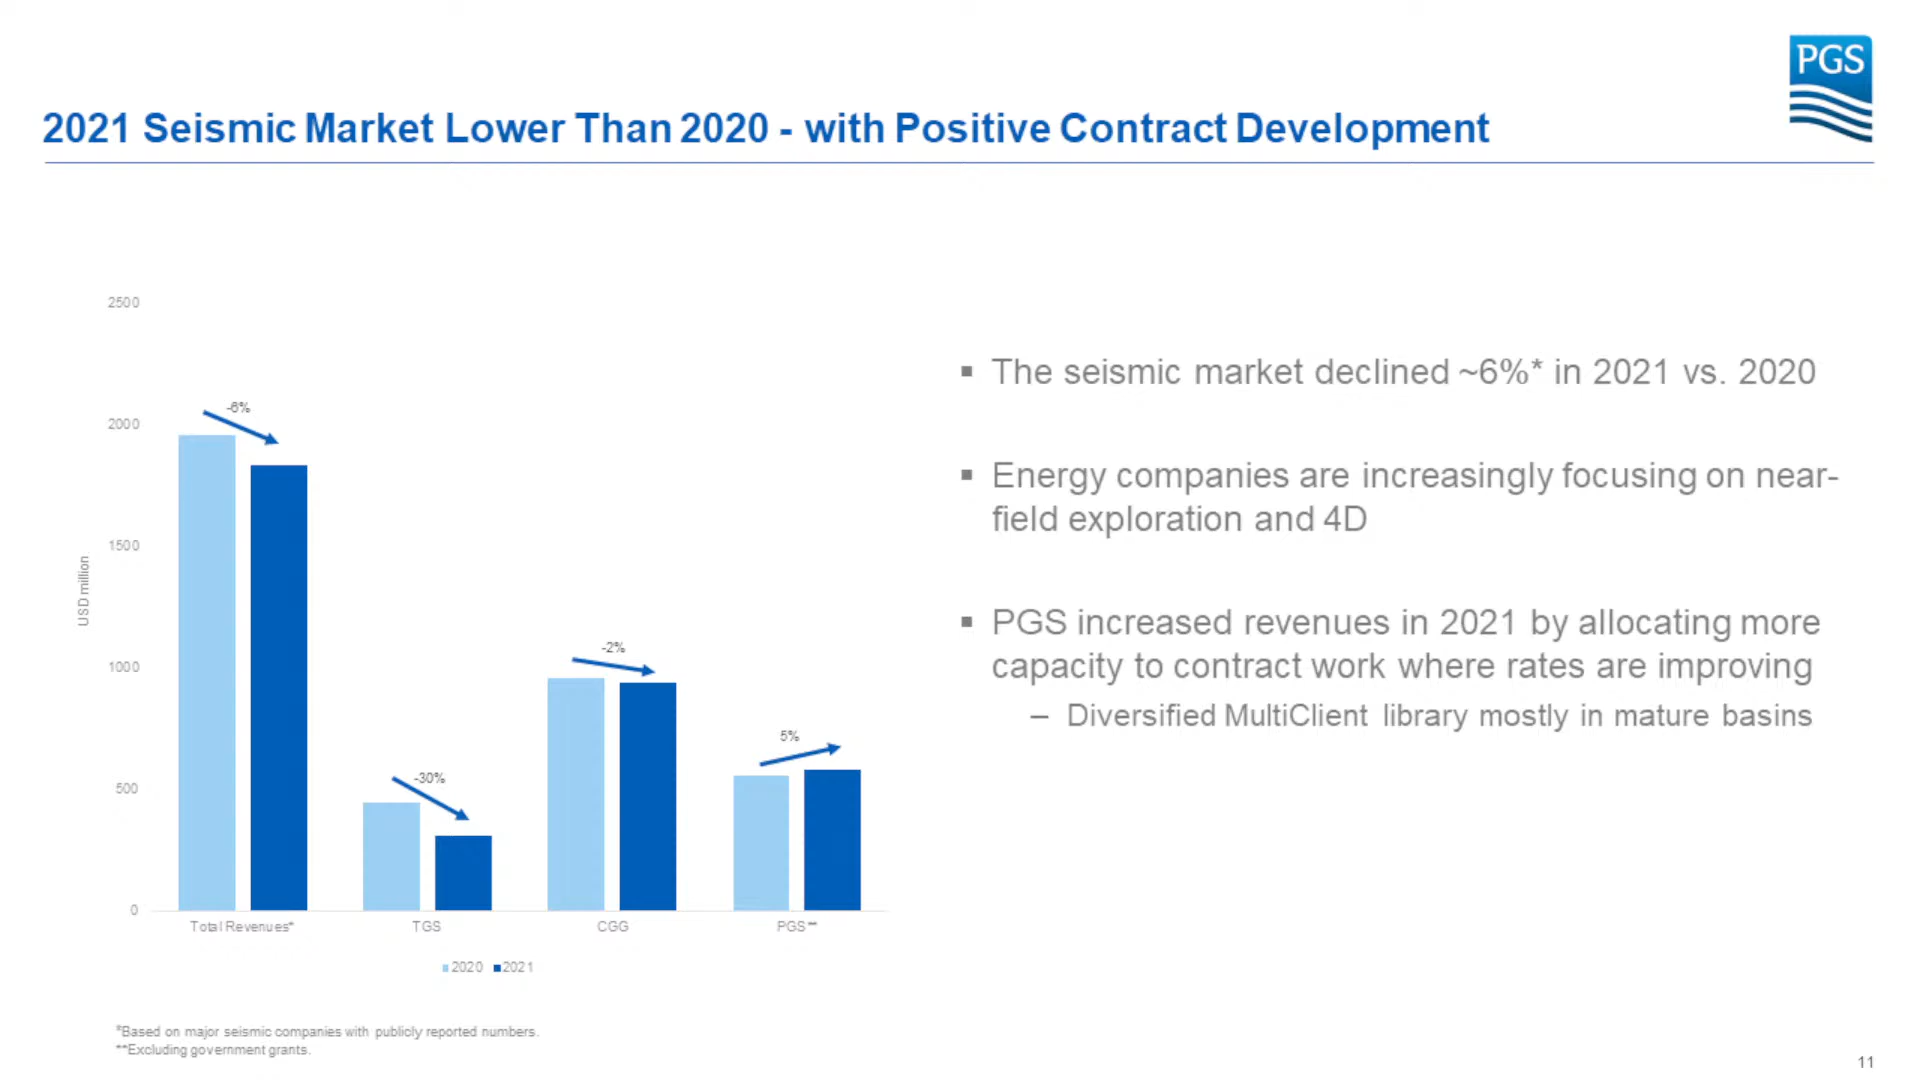 PGS
2021 Seismic Market Lower Than 2020 - with Positive Contract Development
2500
2000
1500
1000
500
0
USD million
-6%
-30%
-2%
5%
Total Revenues*
TGS
CGG
PGS**
2020
2021
▪ The seismic market declined ~6%* in 2021 vs. 2020
▪ Energy companies are increasingly focusing on near-
field exploration and 4D
▪ PGS increased revenues in 2021 by allocating more
capacity to contract work where rates are improving
– Diversified MultiClient library mostly in mature basins
*Based on major seismic companies with publicly reported numbers.
**Excluding government grants.
11